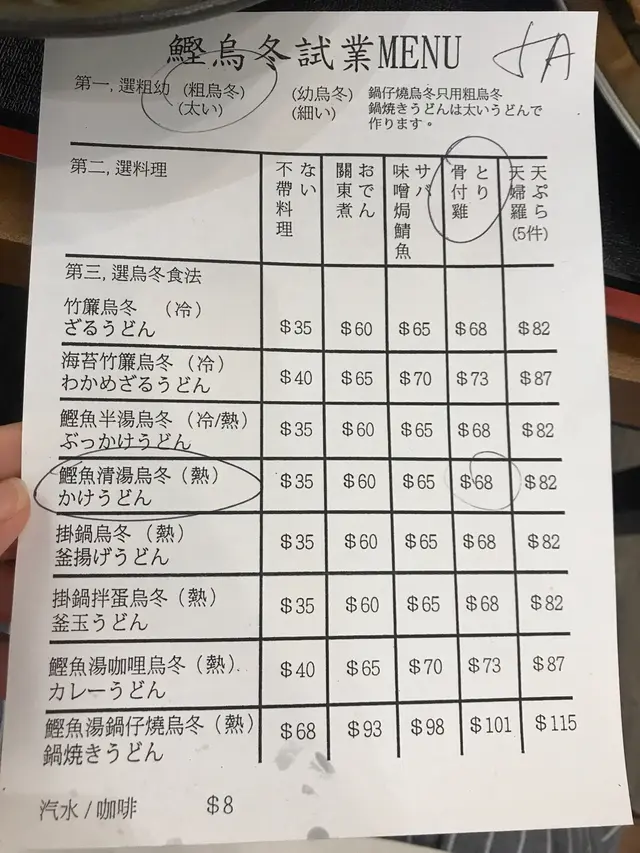 鰹烏冬試業MENU
5A
第一, 選粗幼 (粗烏冬) (幼烏冬) 鍋仔燒烏冬只用粗烏冬
(太い) (細い) 鍋焼きうどんは太いうどんで
作ります。
第二, 選料理
不帶料理 ない
關東煮 おでん
味噌焗鯖魚 サバ
骨付雞 とり
天婦羅 天ぷら (5件)
第三, 選烏冬食法
竹簾烏冬 (冷)
ざるうどん $35 $60 $65 $68 $82
海苔竹簾烏冬 (冷)
わかめざるうどん $40 $65 $70 $73 $87
鰹魚半湯烏冬 (冷/熱)
ぶっかけうどん $35 $60 $65 $68 $82
鰹魚清湯烏冬 (熱)
かけうどん $35 $60 $65 $68 $82
掛鍋烏冬 (熱)
釜揚げうどん $35 $60 $65 $68 $82
掛鍋拌蛋烏冬 (熱)
釜玉うどん $35 $60 $65 $68 $82
鰹魚湯咖哩烏冬 (熱)
カレーうどん $40 $65 $70 $73 $87
鰹魚湯鍋仔燒烏冬 (熱)
鍋焼きうどん $68 $93 $98 $101 $115
汽水 / 咖啡 $8